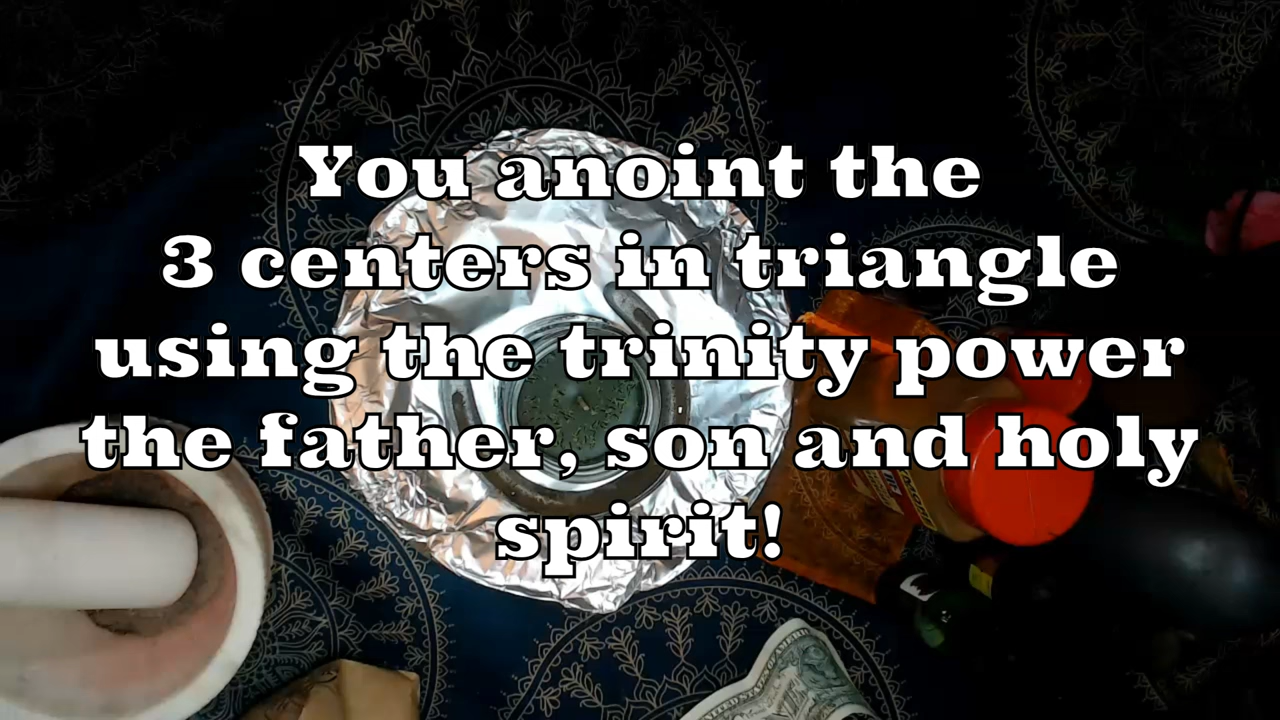 You anoint the
3 centers in triangle
using the trinity power
the father, son and holy
spirit!